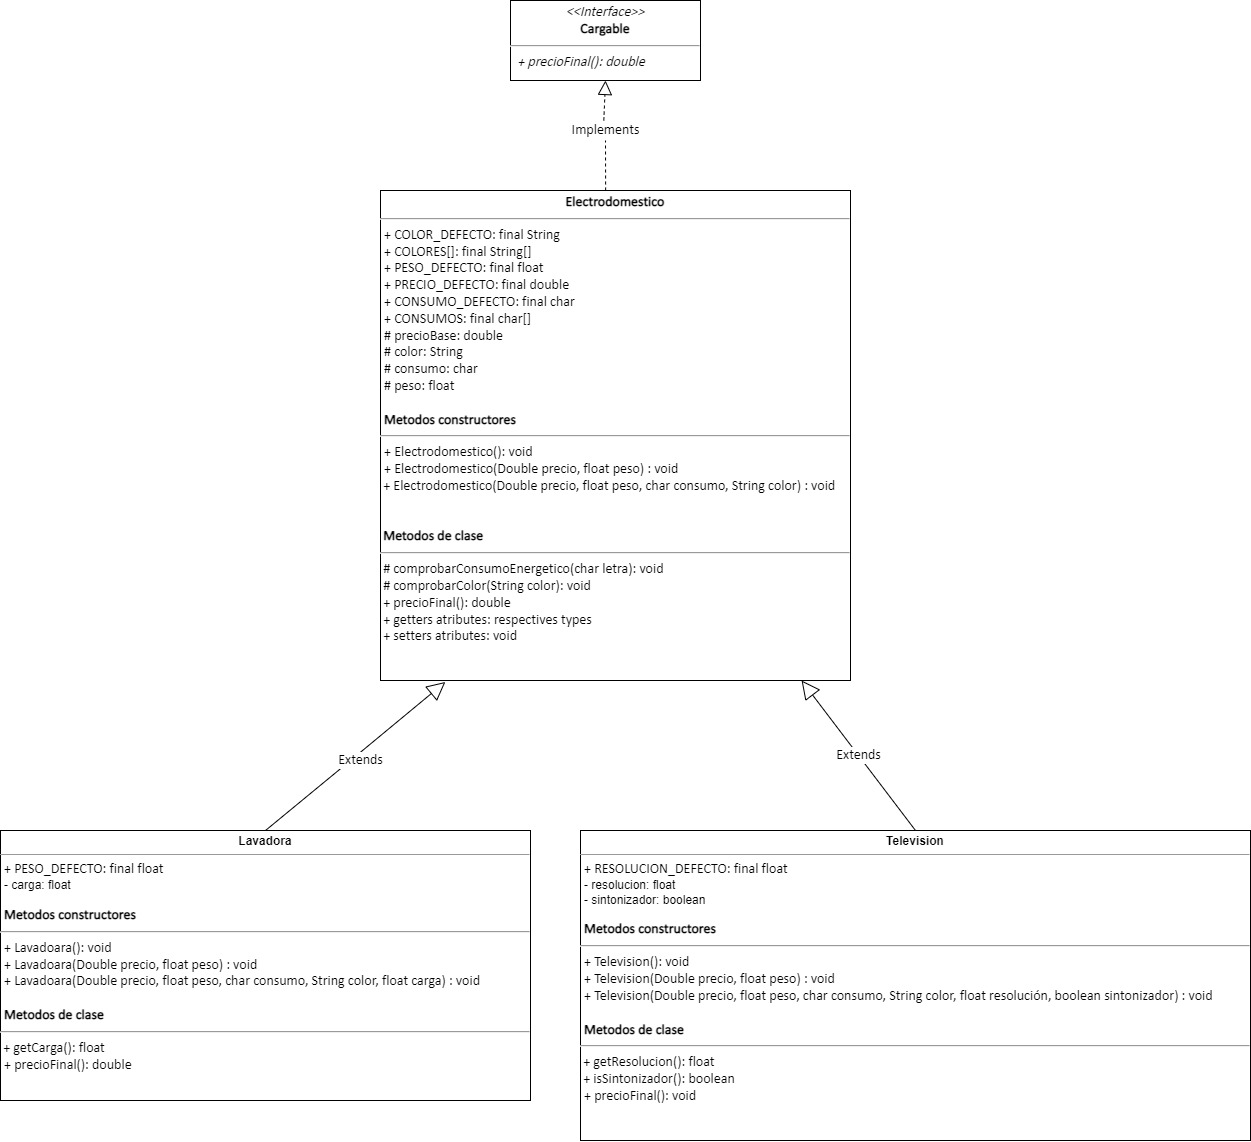 <<Interface>>
Cargable
+ precioFinal(): double
Implements
Electrodomestico
+ COLOR_DEFECTO: final String
+ COLORES[]: final String[]
+ PESO_DEFECTO: final float
+ PRECIO_DEFECTO: final double
+ CONSUMO_DEFECTO: final char
+ CONSUMOS: final char[]
# precioBase: double
# color: String
# consumo: char
# peso: float
Metodos constructores
+ Electrodomestico(): void
+ Electrodomestico(Double precio, float peso) : void
+ Electrodomestico(Double precio, float peso, char consumo, String color) : void
Metodos de clase
# comprobarConsumoEnergetico(char letra): void
# comprobarColor(String color): void
+ precioFinal(): double
+ getters atributes: respectives types
+ setters atributes: void
Extends
Extends
Lavadora
+ PESO_DEFECTO: final float
- carga: float
Metodos constructores
+ Lavadoara(): void
+ Lavadoara(Double precio, float peso) : void
+ Lavadoara(Double precio, float peso, char consumo, String color, float carga) : void
Metodos de clase
+ getCarga(): float
+ precioFinal(): double
Television
+ RESOLUCION_DEFECTO: final float
- resolucion: float
- sintonizador: boolean
Metodos constructores
+ Television(): void
+ Television(Double precio, float peso) : void
+ Television(Double precio, float peso, char consumo, String color, float resolución, boolean sintonizador) : void
Metodos de clase
+ getResolucion(): float
+ isSintonizador(): boolean
+ precioFinal(): void